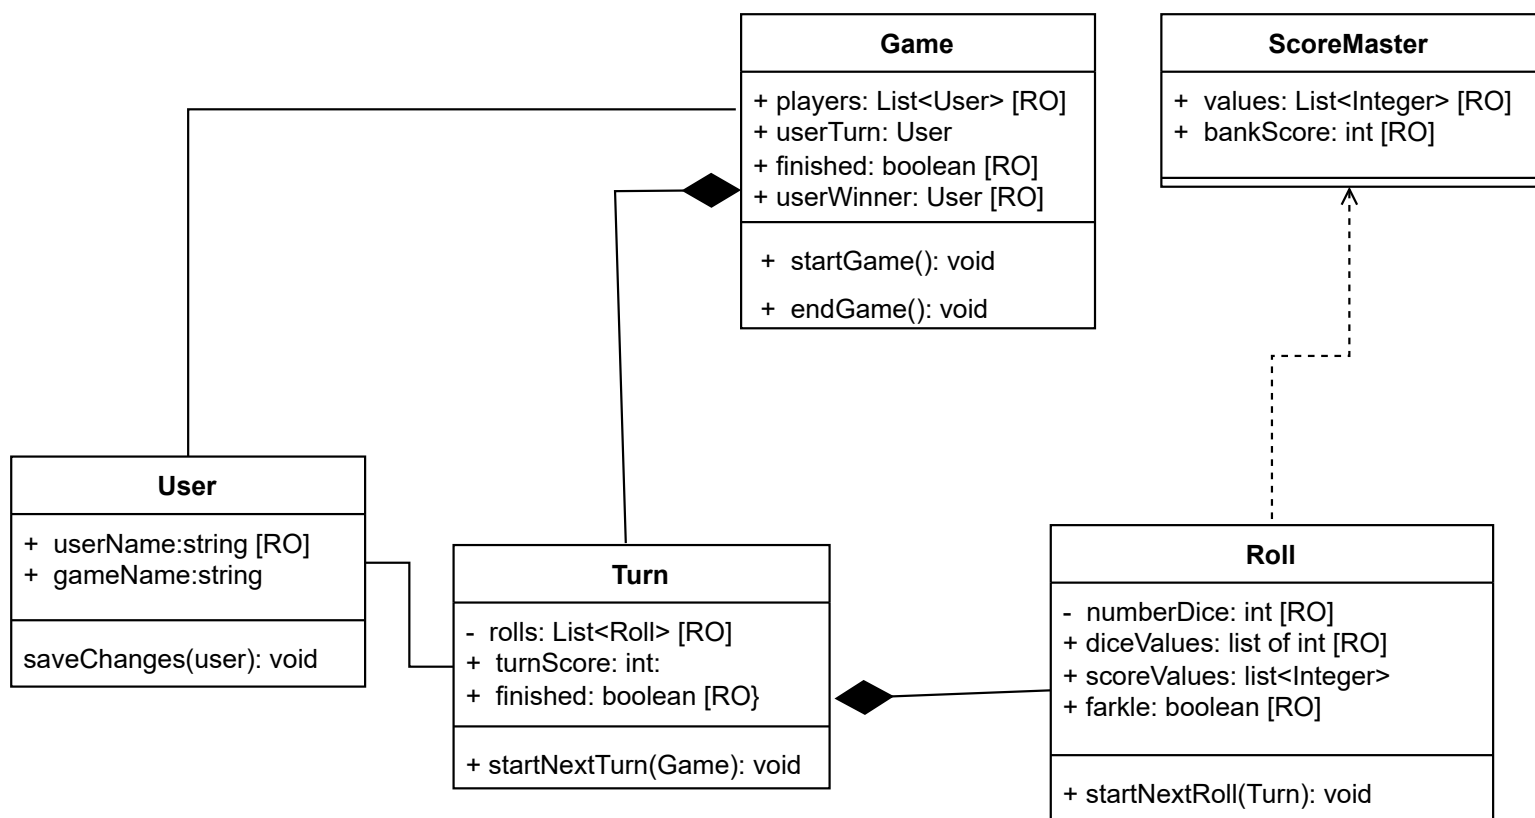 Game
+ players: List<User> [RO]
+ userTurn: User
+ finished: boolean [RO]
+ userWinner: User [RO]
+ startGame(): void
+ endGame(): void
ScoreMaster
+ values: List<Integer> [RO]
+ bankScore: int [RO]
User
+ userName:string [RO]
+ gameName:string
saveChanges(user): void
Turn
- rolls: List<Roll> [RO]
+ turnScore: int:
+ finished: boolean [RO}
+ startNextTurn(Game): void
Roll
- numberDice: int [RO]
+ diceValues: list of int [RO]
+ scoreValues: list<Integer>
+ farkle: boolean [RO]
+ startNextRoll(Turn): void